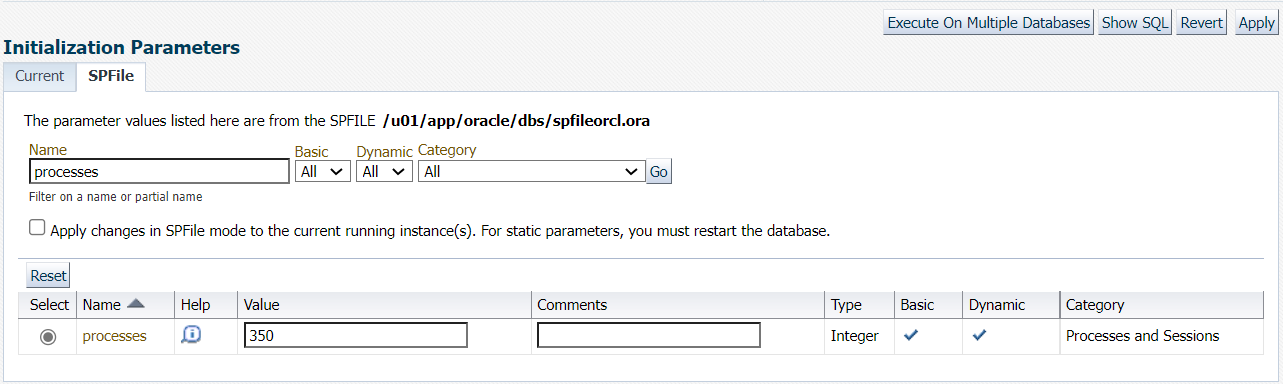 Execute On Multiple Databases Show SQL Revert Apply
Initialization Parameters
Current SPFile
The parameter values listed here are from the SPFILE /u01/app/oracle/dbs/spfileorcl.ora
Name Basic Dynamic Category
processes All All All Go
Filter on a name or partial name
Apply changes in SPFile mode to the current running instance(s). For static parameters, you must restart the database.
Reset
Select Name Help Value Comments Type Basic Dynamic Category
processes 350 Integer Processes and Sessions